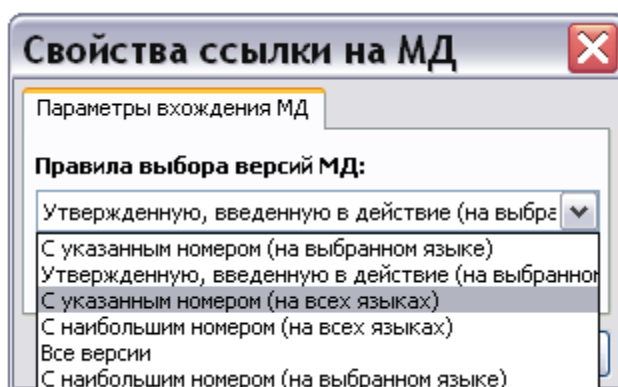 Свойства ссылки на МД
Параметры вхождения МД
Правила выбора версий МД:
Утвержденную, введенную в действие (на выбра
С указанным номером (на выбранном языке)
Утвержденную, введенную в действие (на выбранном
С указанным номером (на всех языках)
С наибольшим номером (на всех языках)
Все версии
С наибольшим номером (на выбранном языке)